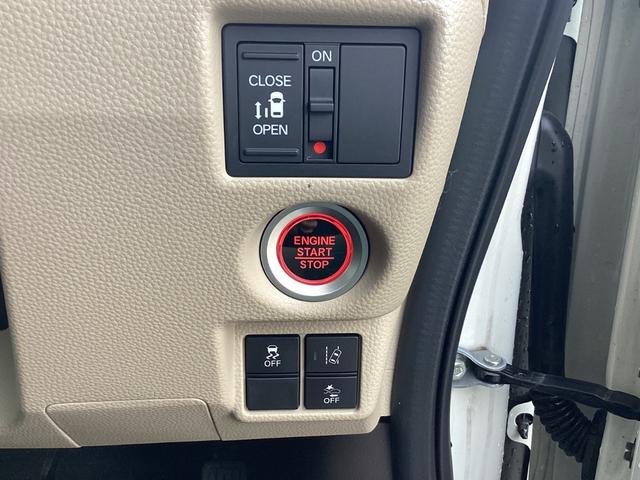 ON
CLOSE
OPEN
ENGINE
START
STOP
OFF
OFF